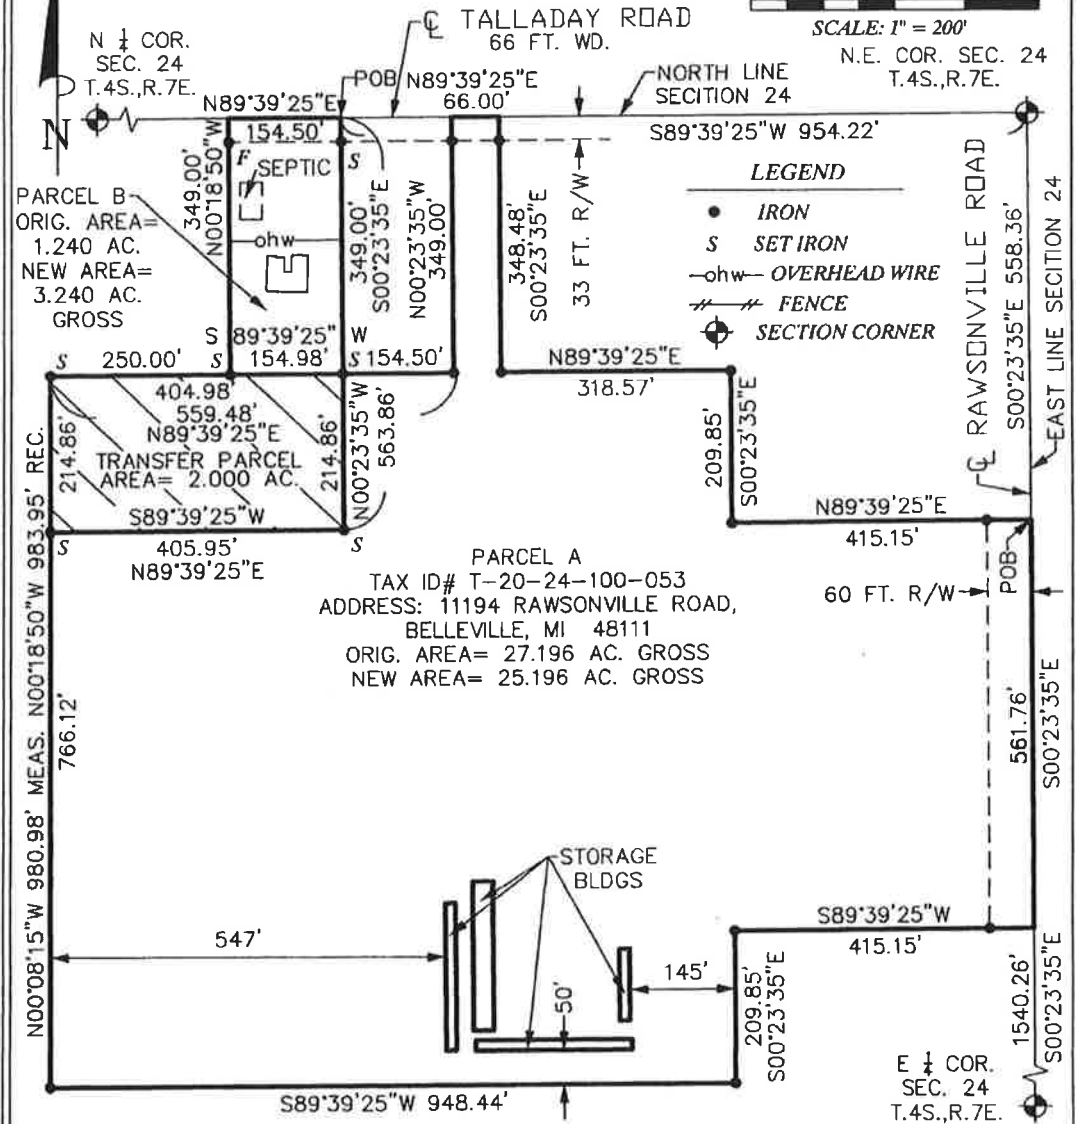 ℄ TALLADAY ROAD
66 FT. WD.
SCALE: 1" = 200'
N ¼ COR.
SEC. 24
T.4S.,R.7E.
N.E. COR. SEC. 24
T.4S.,R.7E.
POB
N89°39'25"E
66.00'
NORTH LINE
SECITION 24
N89°39'25"E
154.50'
S89°39'25"W 954.22'
N
F
SEPTIC
S
349.00'
N00°18'50"W
349.00'
S00°23'35"E
N00°23'35"W
349.00'
348.48'
S00°23'35"E
33 FT. R/W
LEGEND
IRON
S SET IRON
ohw OVERHEAD WIRE
FENCE
SECTION CORNER
℄ RAWSONVILLE ROAD
S00°23'35"E 558.36'
EAST LINE SECITION 24
PARCEL B
ORIG. AREA=
1.240 AC.
NEW AREA=
3.240 AC.
GROSS
ohw
S 89°39'25" W
S 250.00' S 154.98' S 154.50'
N89°39'25"E
318.57'
404.98'
559.48'
N89°39'25"E
TRANSFER PARCEL
AREA= 2.000 AC.
214.86'
214.86'
N00°23'35"W
563.86'
209.85'
S00°23'35"E
S89°39'25"W
S 405.95' S
N89°39'25"E
N89°39'25"E
415.15'
POB
60 FT. R/W
PARCEL A
TAX ID# T-20-24-100-053
ADDRESS: 11194 RAWSONVILLE ROAD,
BELLEVILLE, MI 48111
ORIG. AREA= 27.196 AC. GROSS
NEW AREA= 25.196 AC. GROSS
N00°08'15"W 980.98' MEAS. N00°18'50"W 983.95' REC.
766.12'
561.76'
S00°23'35"E
STORAGE
BLDGS
547'
145'
50'
S89°39'25"W
415.15'
209.85'
S00°23'35"E
1540.26'
S00°23'35"E
S89°39'25"W 948.44'
E ¼ COR.
SEC. 24
T.4S.,R.7E.